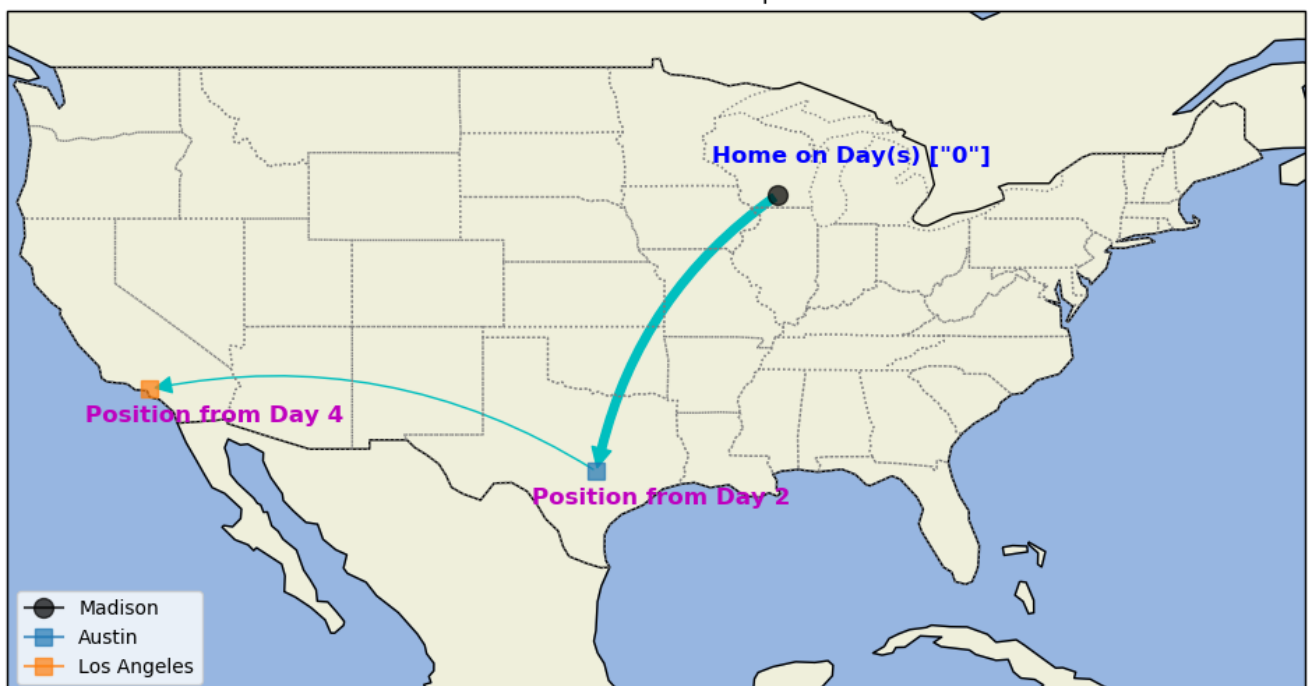 Home on Day(s) ["0"]
Position from Day 4
Position from Day 2
Madison
Austin
Los Angeles